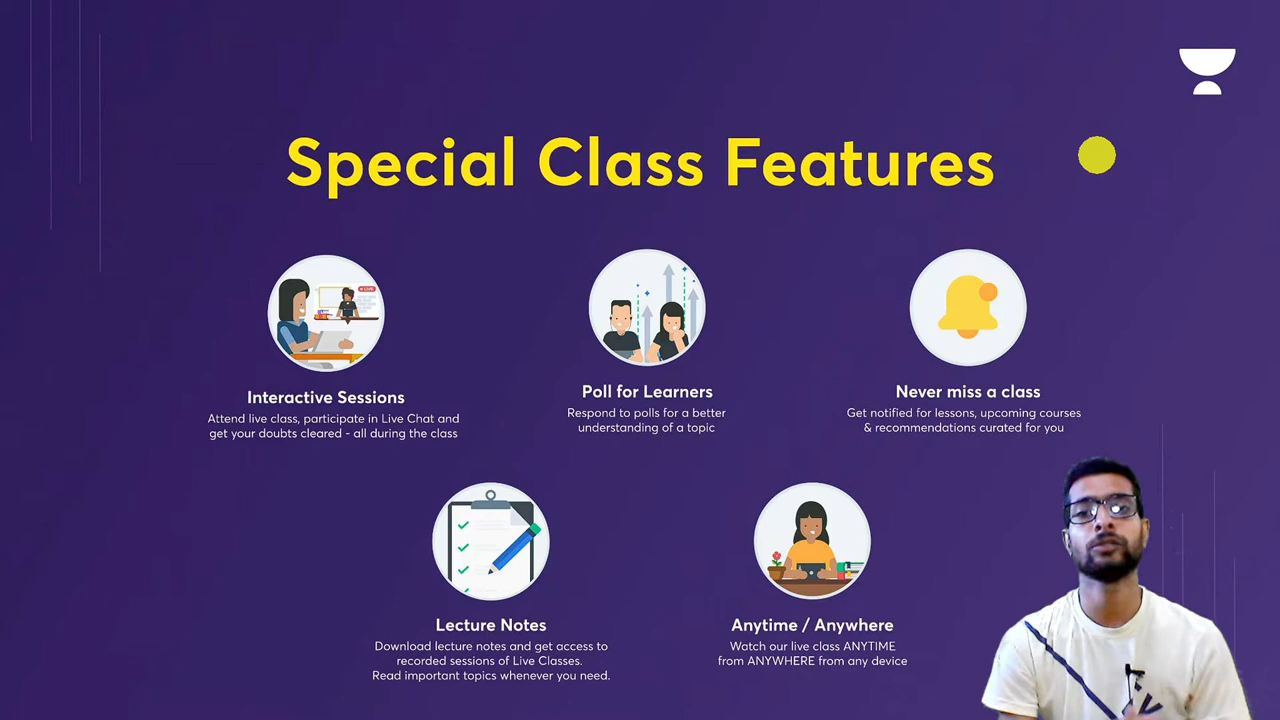 Special Class Features
LIVE
Interactive Sessions
Attend live class, participate in Live Chat and
get your doubts cleared - all during the class
Poll for Learners
Respond to polls for a better
understanding of a topic
Never miss a class
Get notified for lessons, upcoming courses
& recommendations curated for you
Lecture Notes
Download lecture notes and get access to
recorded sessions of Live Classes.
Read important topics whenever you need.
Anytime / Anywhere
Watch our live class ANYTIME
from ANYWHERE from any device